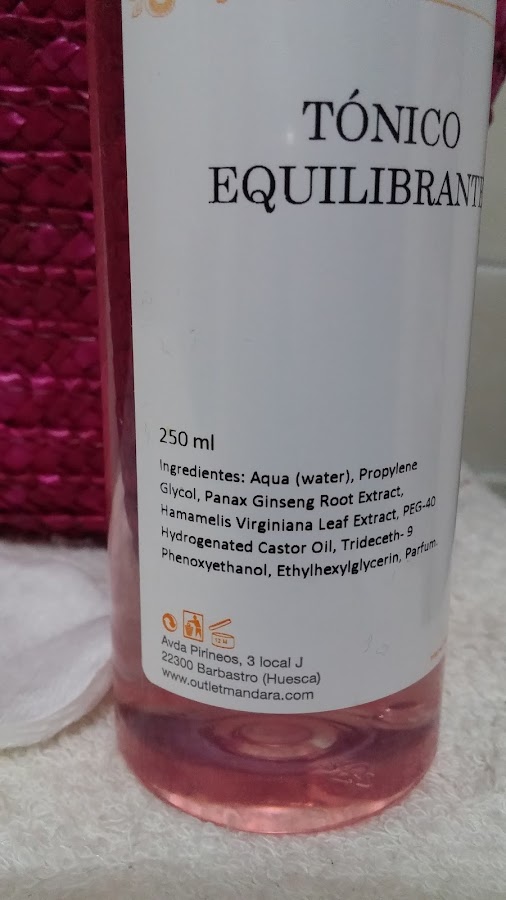 TÓNICO
EQUILIBRANTE
250 ml
Ingredientes: Aqua (water), Propylene
Glycol, Panax Ginseng Root Extract,
Hamamelis Virginiana Leaf Extract, PEG-40
Hydrogenated Castor Oil, Trideceth- 9
Phenoxyethanol, Ethylhexylglycerin, Parfum.
12 M
Avda Pirineos, 3 local J
22300 Barbastro (Huesca)
www.outletmandara.com